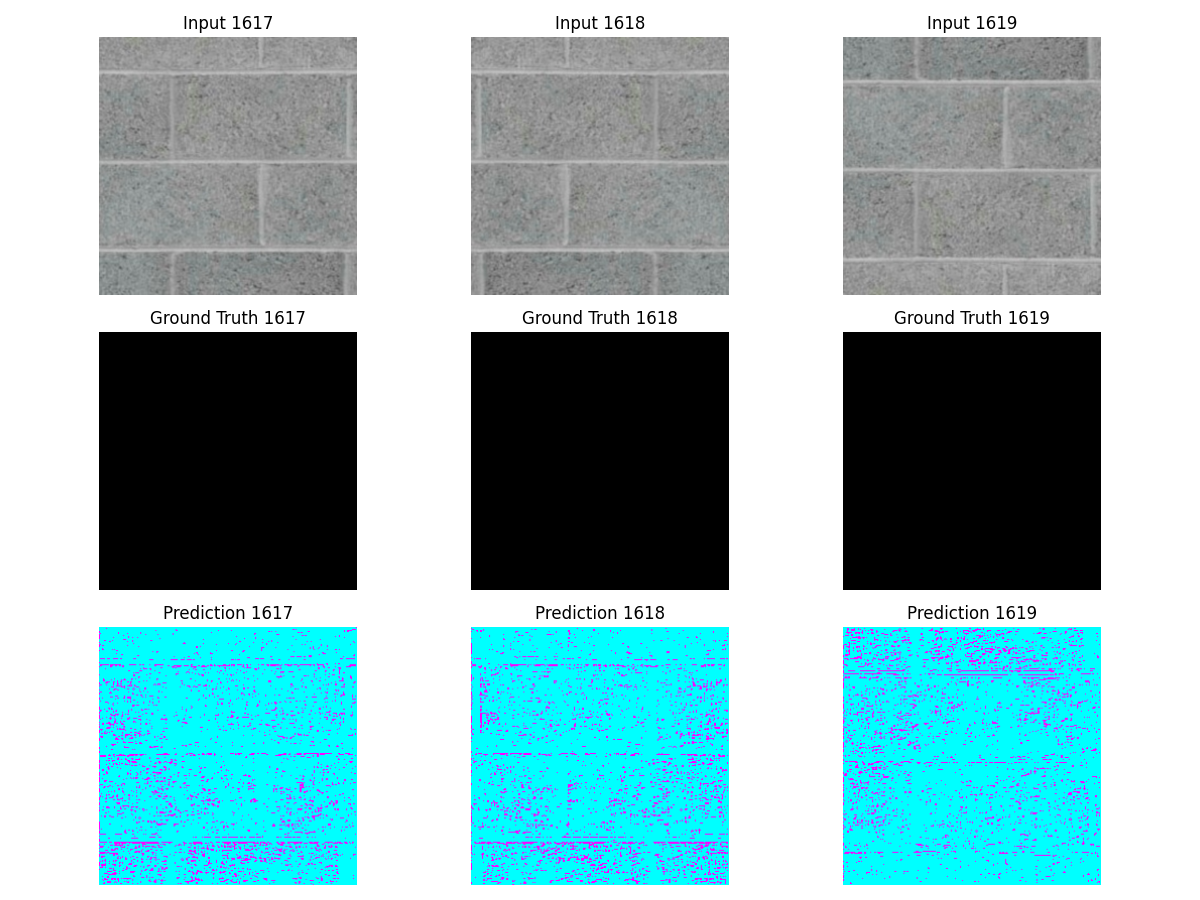 Input 1617
Input 1618
Input 1619
Ground Truth 1617
Ground Truth 1618
Ground Truth 1619
Prediction 1617
Prediction 1618
Prediction 1619